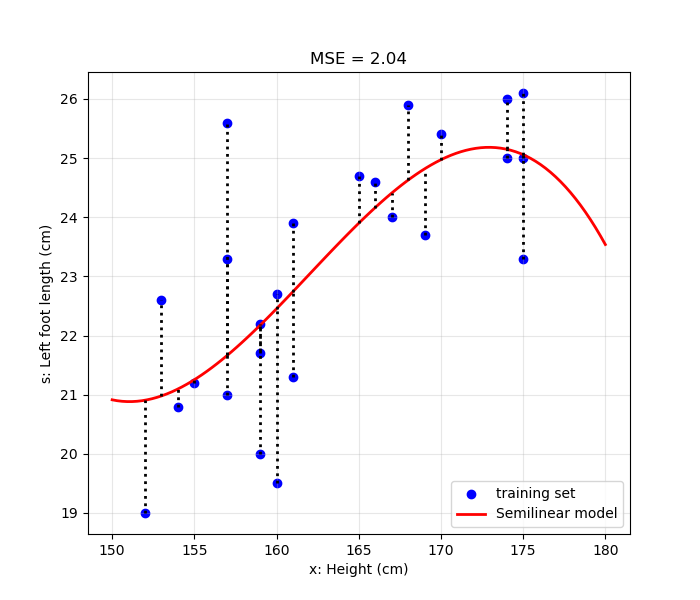 MSE = 2.04
26
25
24
23
22
21
20
19
s: Left foot length (cm)
training set
Semilinear model
150 155 160 165 170 175 180
x: Height (cm)